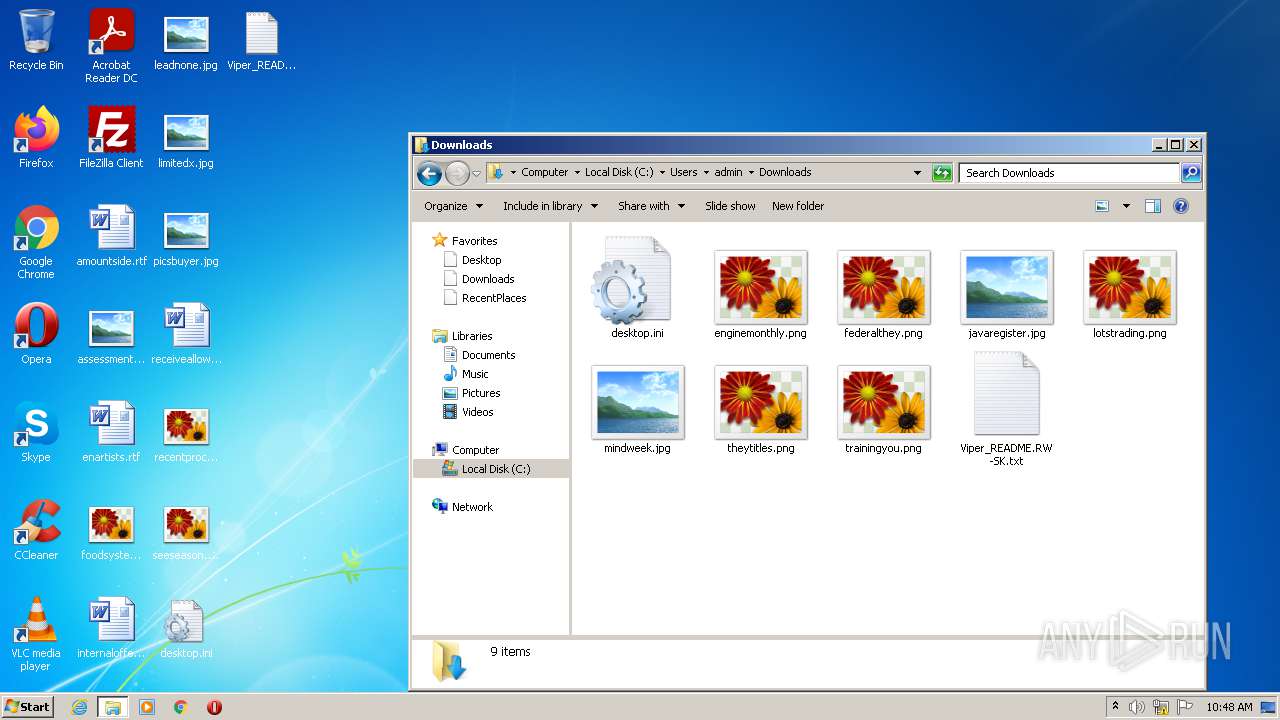 Recycle Bin
Acrobat
Reader DC
leadnone.jpg
Viper_READ...
Firefox
FileZilla Client
limitedx.jpg
Google
Chrome
amountside.rtf
picsbuyer.jpg
Opera
assessment...
receiveallow...
Skype
enartists.rtf
recentproc...
CCleaner
foodsyste...
seeseason....
VLC media
player
internaloffe...
desktop.ini
Downloads
Computer
Local Disk (C:)
Users
admin
Downloads
Search Downloads
Organize
Include in library
Share with
Slide show
New folder
Favorites
Desktop
Downloads
RecentPlaces
Libraries
Documents
Music
Pictures
Videos
Computer
Local Disk (C:)
Network
desktop.ini
enginemonthly.png
javaregister.jpg
lotstrading.png
mindseek.jpg
theytitles.png
trainingyou.png
Viper_README.RW
-SK.txt
9 items
ANY RUN
Start
10:48 AM